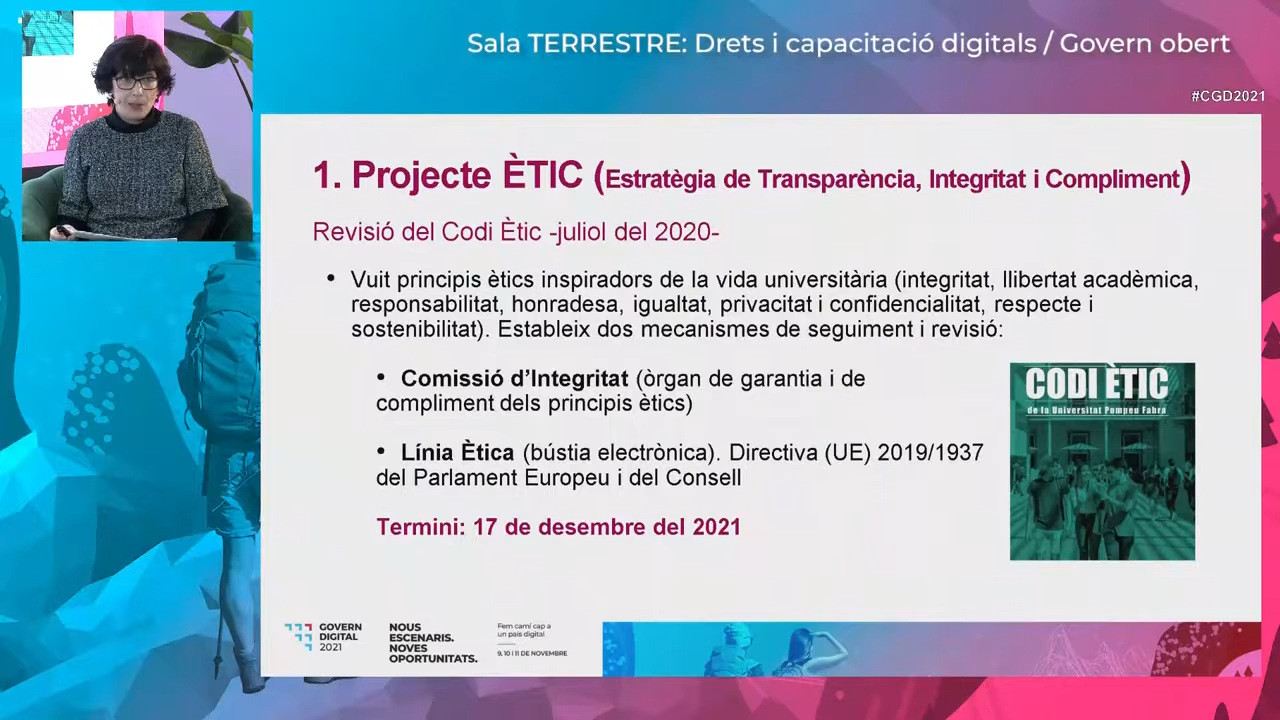 Sala TERRESTRE: Drets i capacitació digitals / Govern obert
#CGD2021
1. Projecte ÈTIC (Estratègia de Transparència, Integritat i Compliment)
Revisió del Codi Ètic -juliol del 2020-
• Vuit principis ètics inspiradors de la vida universitària (integritat, llibertat acadèmica,
responsabilitat, honradesa, igualtat, privacitat i confidencialitat, respecte i
sostenibilitat). Estableix dos mecanismes de seguiment i revisió:
• Comissió d’Integritat (òrgan de garantia i de
compliment dels principis ètics)
• Línia Ètica (bústia electrònica). Directiva (UE) 2019/1937
del Parlament Europeu i del Consell
Termini: 17 de desembre del 2021
CODI ÈTIC
de la Universitat Pompeu Fabra
GOVERN
DIGITAL
2021
NOUS
ESCENARIS.
NOVES
OPORTUNITATS.
Fem camí cap a
un país digital
9, 10 I 11 DE NOVEMBRE